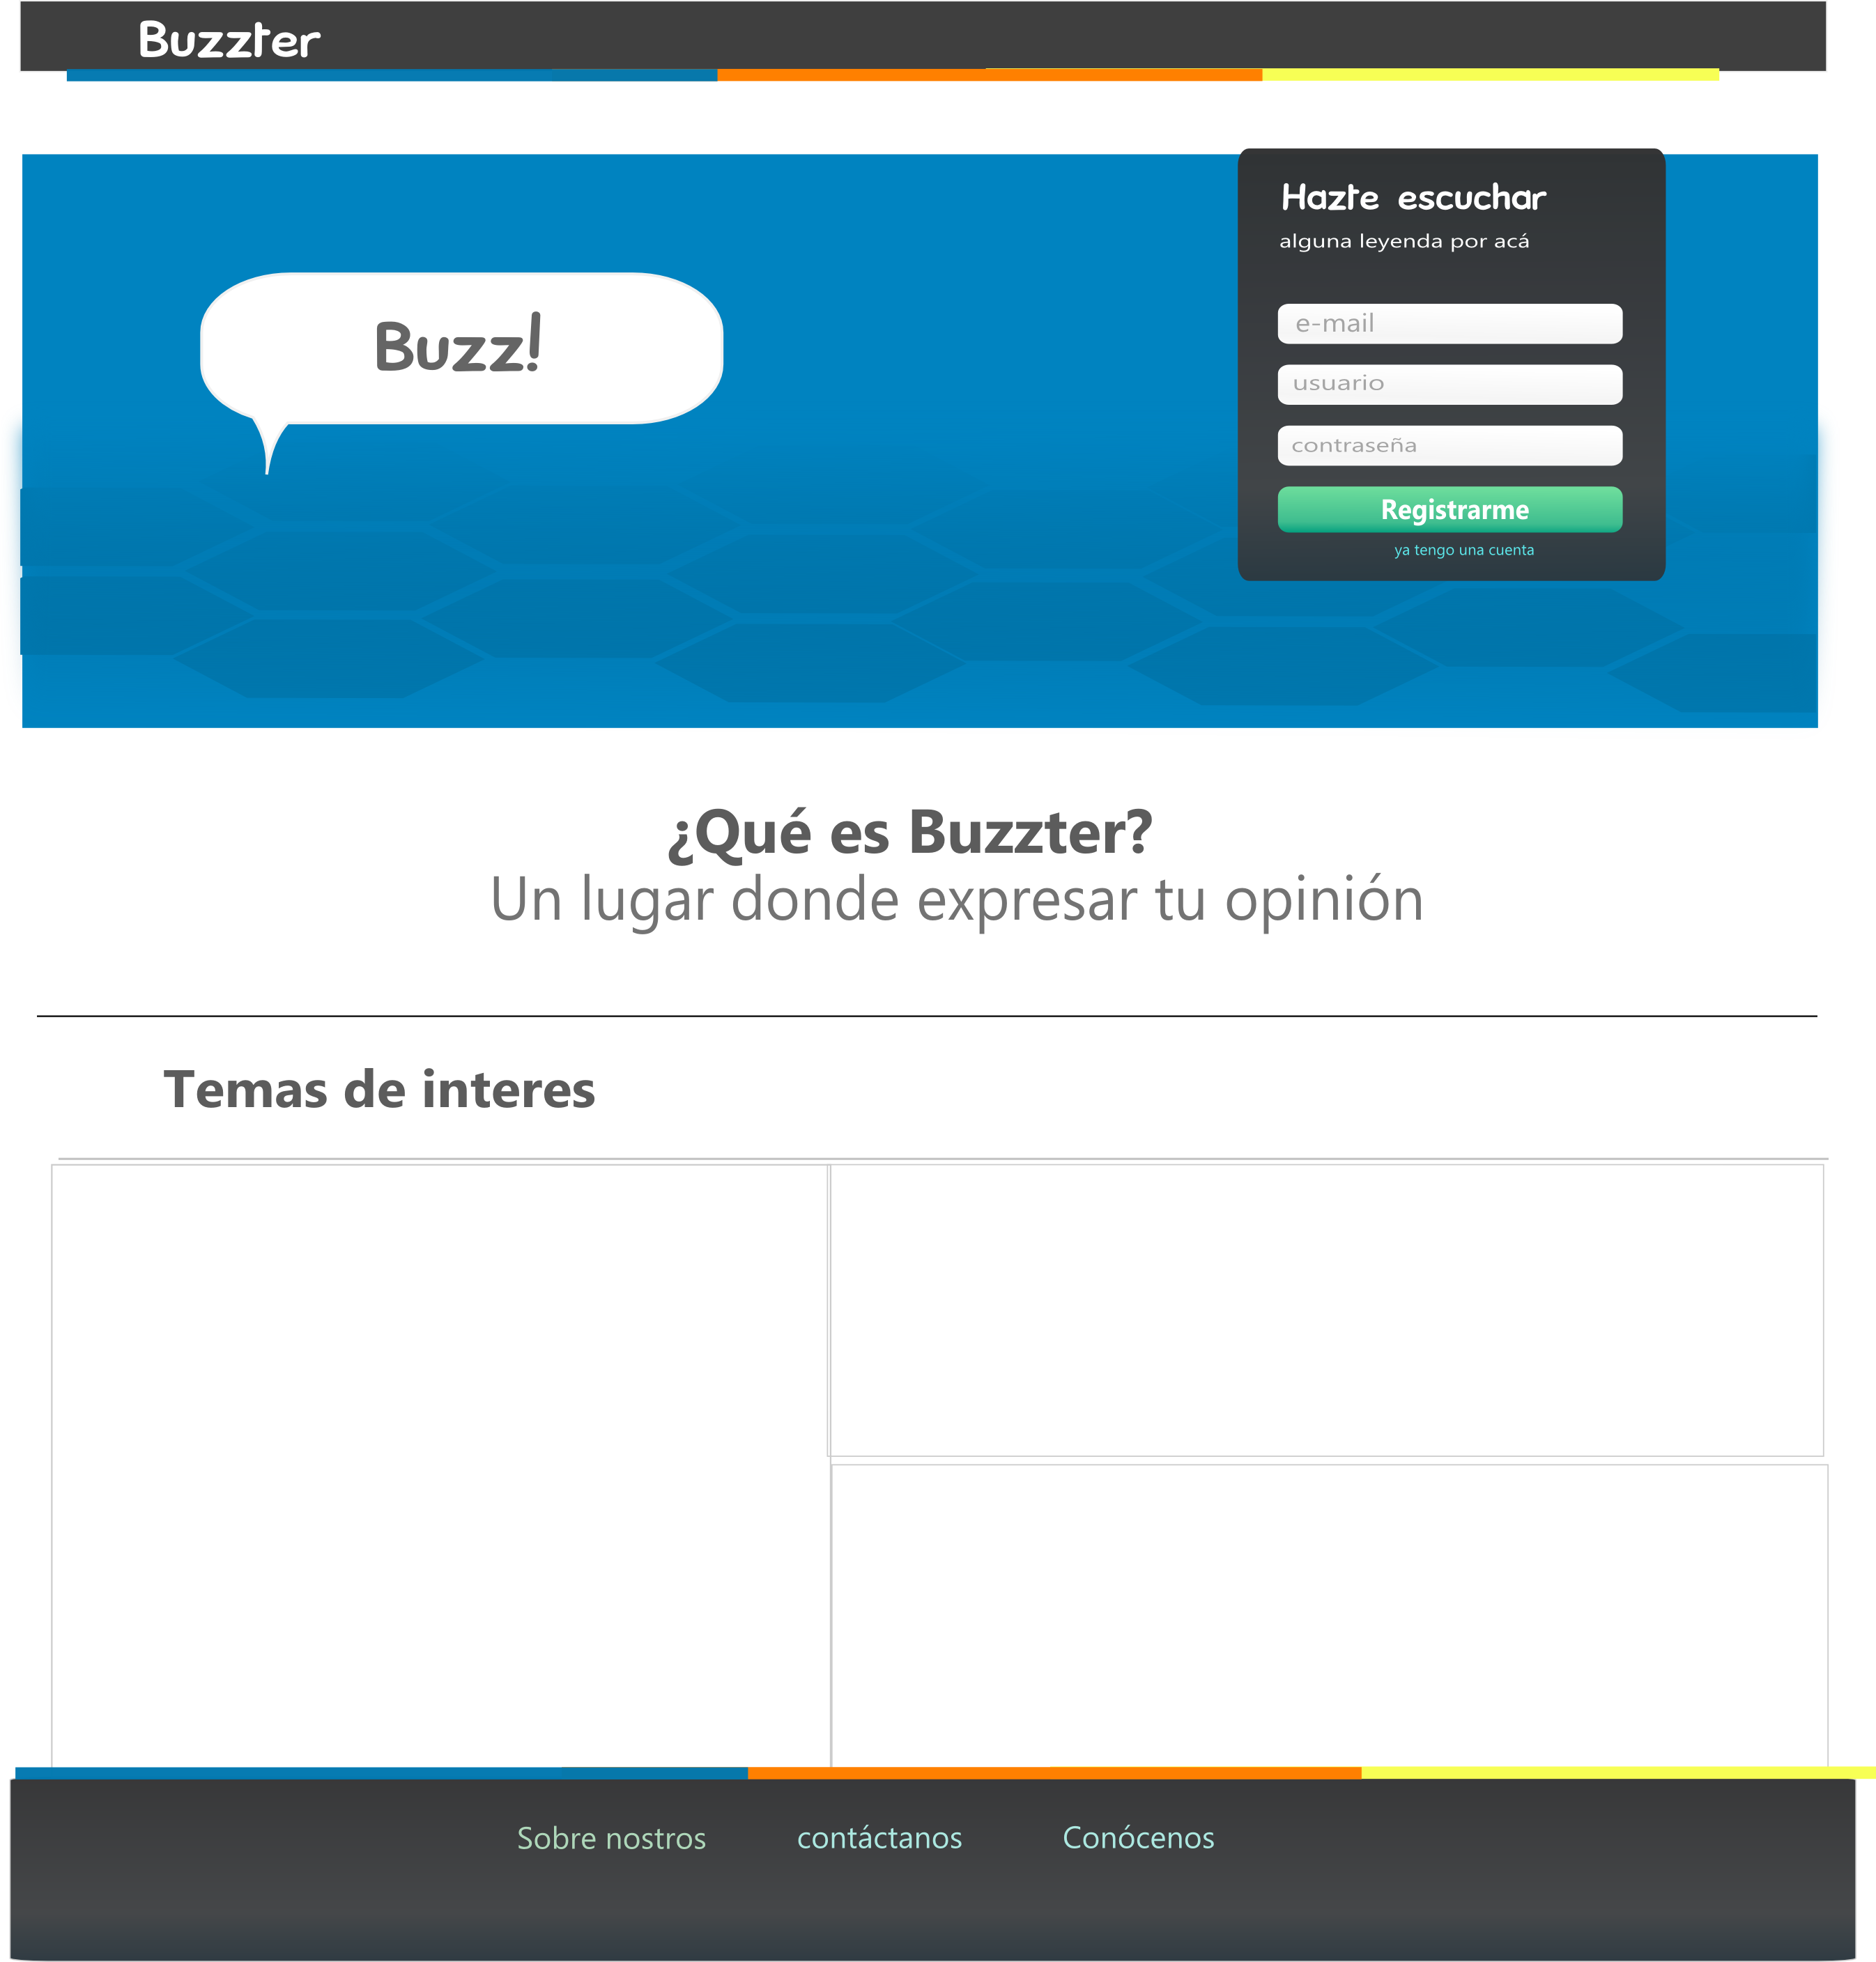 Buzzter
Hazte escuchar
alguna leyenda por acá
Buzz!
e-mail
usuario
contraseña
Registrarme
ya tengo una cuenta
¿Qué es Buzzter?
Un lugar donde expresar tu opinión
Temas de interes
Sobre nostros
contáctanos
Conócenos